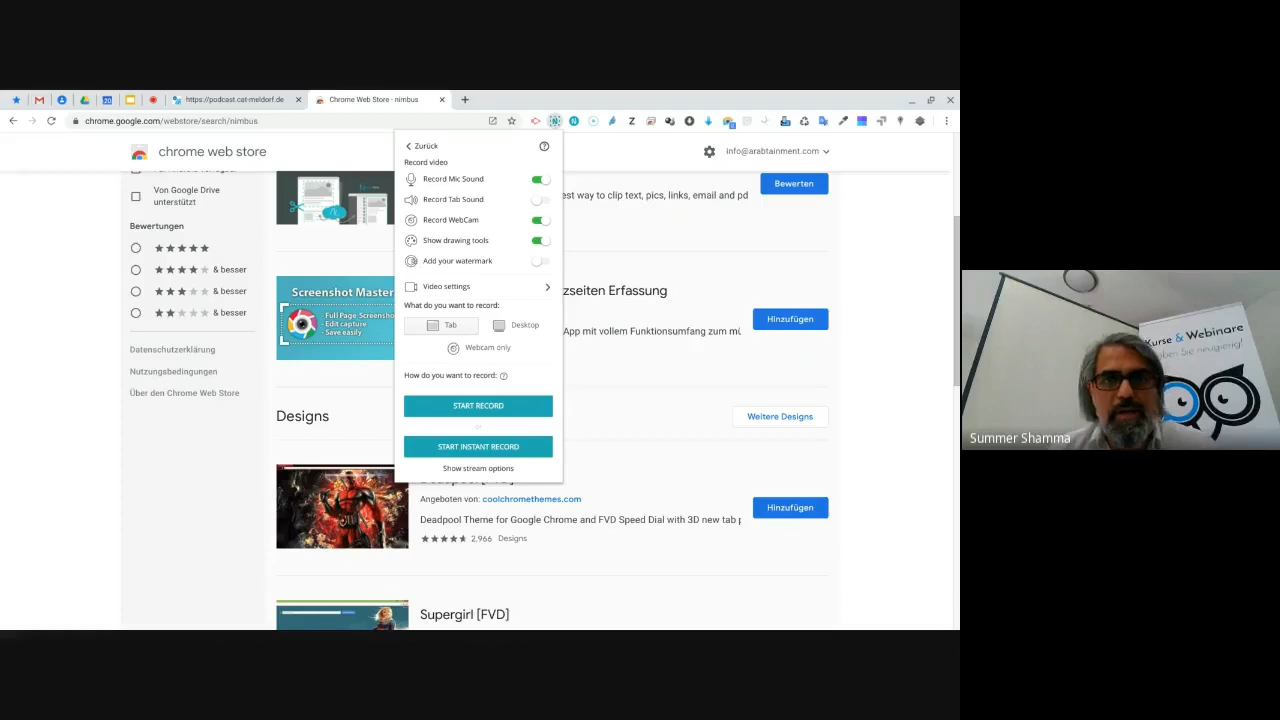 https://podcast.cat-meldorf.de
Chrome Web Store - nimbus
chrome.google.com/webstore/search/nimbus
chrome web store
info@arabtainment.com
Von Google Drive
unterstützt
Bewertungen
& besser
& besser
& besser
Datenschutzerklärung
Nutzungsbedingungen
Über den Chrome Web Store
Zurück
Record video
Record Mic Sound
Record Tab Sound
Record WebCam
Show drawing tools
Add your watermark
Video settings
What do you want to record:
Tab
Desktop
Webcam only
How do you want to record:
START RECORD
or
START INSTANT RECORD
Show stream options
est way to clip text, pics, links, email and pd
Bewerten
Screenshot Master
- Full Page Screensho
- Edit capture
- Save easily
zseiten Erfassung
App mit vollem Funktionsumfang zum mü
Hinzufügen
Designs
Weitere Designs
Angeboten von: coolchromethemes.com
Deadpool Theme for Google Chrome and FVD Speed Dial with 3D new tab p
2.966 Designs
Hinzufügen
Supergirl [FVD]
Kurse & Webinare
ben Sie neugierig!
Summer Shamma